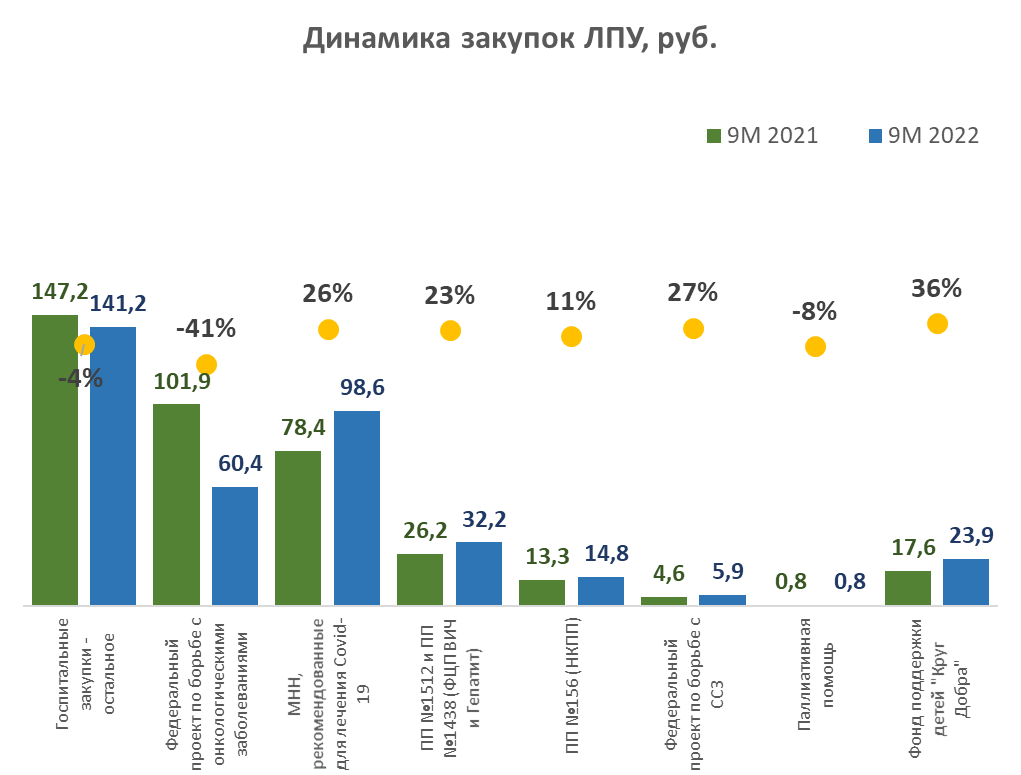 Динамика закупок ЛПУ, руб.
9М 2021
9М 2022
147,2
141,2
-4%
-41%
101,9
60,4
26%
78,4
98,6
23%
26,2
32,2
11%
13,3
14,8
27%
4,6
5,9
-8%
0,8
0,8
36%
17,6
23,9
Госпитальные
закупки -
остальное
Федеральный
проект по борьбе с
онкологическими
заболеваниями
МНН,
рекомендованные
для лечения Covid-
19
ПП №1512 и ПП
№1438 (ФЦП ВИЧ
и Гепатит)
ПП №156 (НКПП)
Федеральный
проект по борьбе с
ССЗ
Паллиативная
помощь
Фонд поддержки
детей "Круг
Добра"